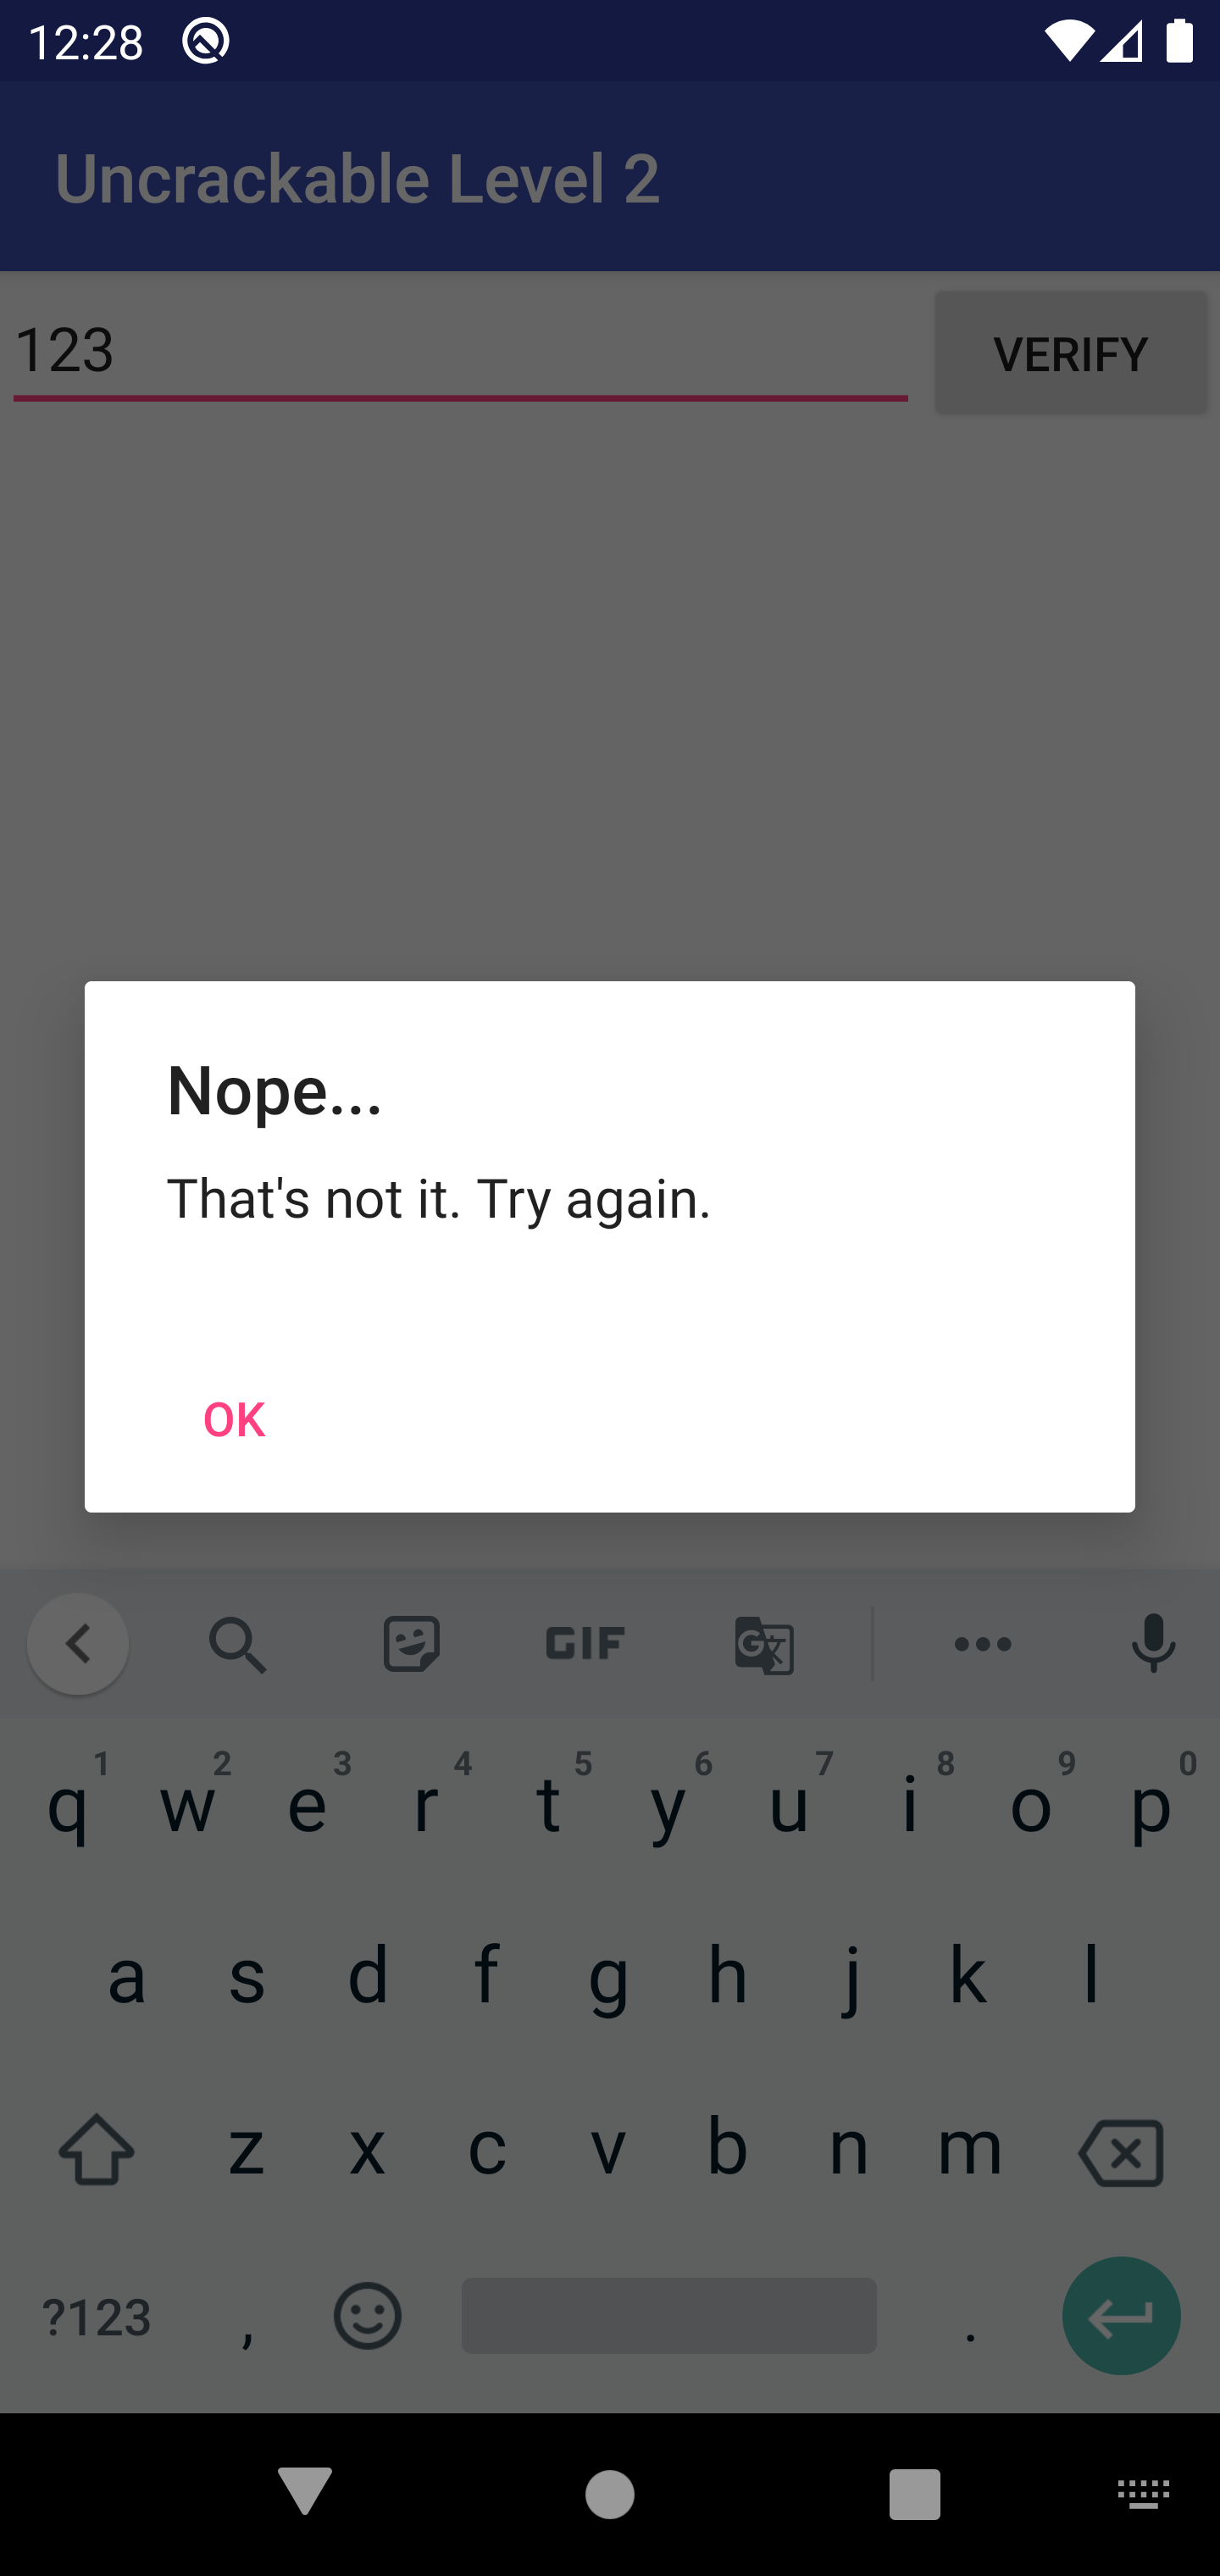 12:28
Uncrackable Level 2
123
VERIFY
Nope...
That's not it. Try again.
OK
GIF
G
1 2 3 4 5 6 7 8 9 0
q w e r t y u i o p
a s d f g h j k l
z x c v b n m
?123 , .